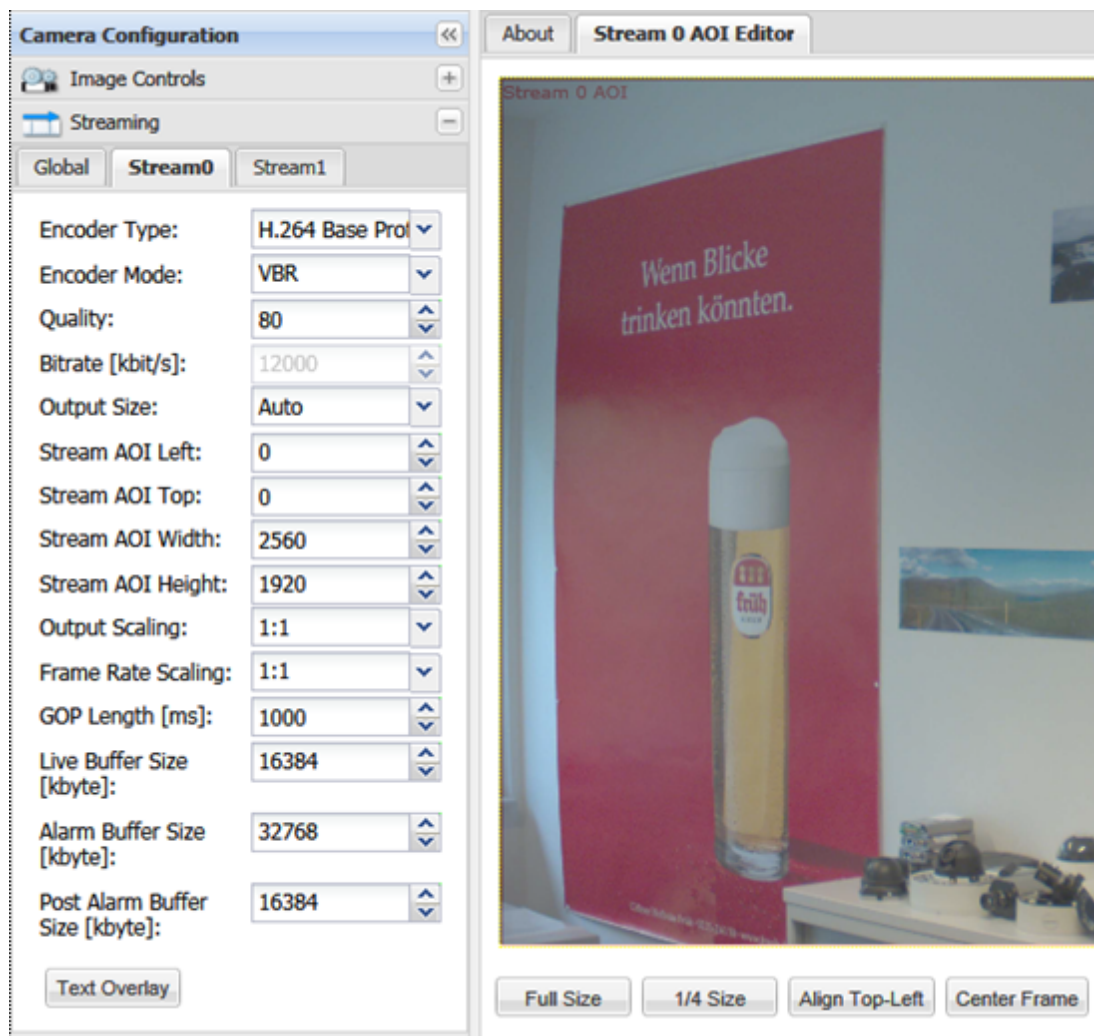 Camera Configuration
Image Controls
Streaming
Global Stream0 Stream1
Encoder Type: H.264 Base Prof
Encoder Mode: VBR
Quality: 80
Bitrate [kbit/s]: 12000
Output Size: Auto
Stream AOI Left: 0
Stream AOI Top: 0
Stream AOI Width: 2560
Stream AOI Height: 1920
Output Scaling: 1:1
Frame Rate Scaling: 1:1
GOP Length [ms]: 1000
Live Buffer Size 16384
[kbyte]:
Alarm Buffer Size 32768
[kbyte]:
Post Alarm Buffer 16384
Size [kbyte]:
Text Overlay
About Stream 0 AOI Editor
Stream 0 AOI
Wenn Blicke
trinken könnten.
früh
Full Size 1/4 Size Align Top-Left Center Frame